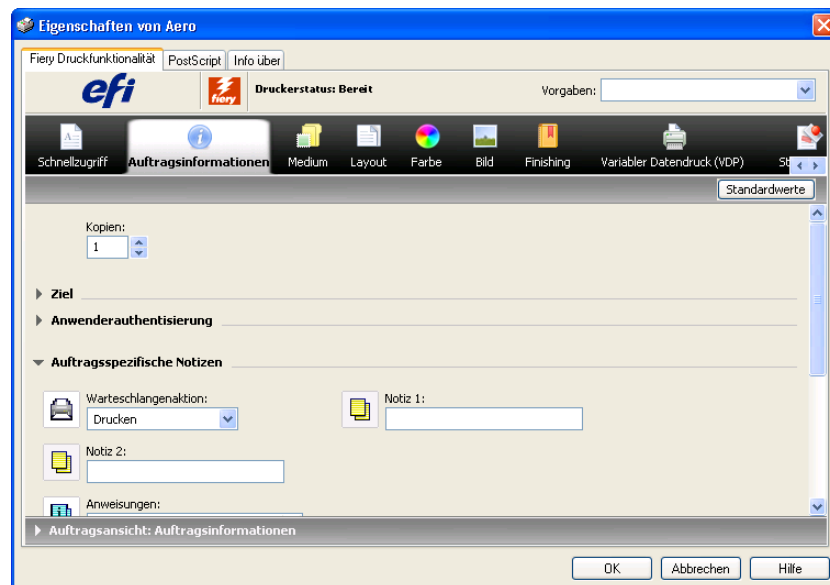 Eigenschaften von Aero
Fiery Druckfunktionalität PostScript Info über
efi fiery Druckerstatus: Bereit Vorgaben:
Schnellzugriff Auftragsinformationen Medium Layout Farbe Bild Finishing Variabler Datendruck (VDP)
Standardwerte
Kopien:
1
Ziel
Anwenderauthentisierung
Auftragsspezifische Notizen
Warteschlangenaktion: Notiz 1:
Drucken
Notiz 2:
Anweisungen:
Auftragsansicht: Auftragsinformationen
OK Abbrechen Hilfe